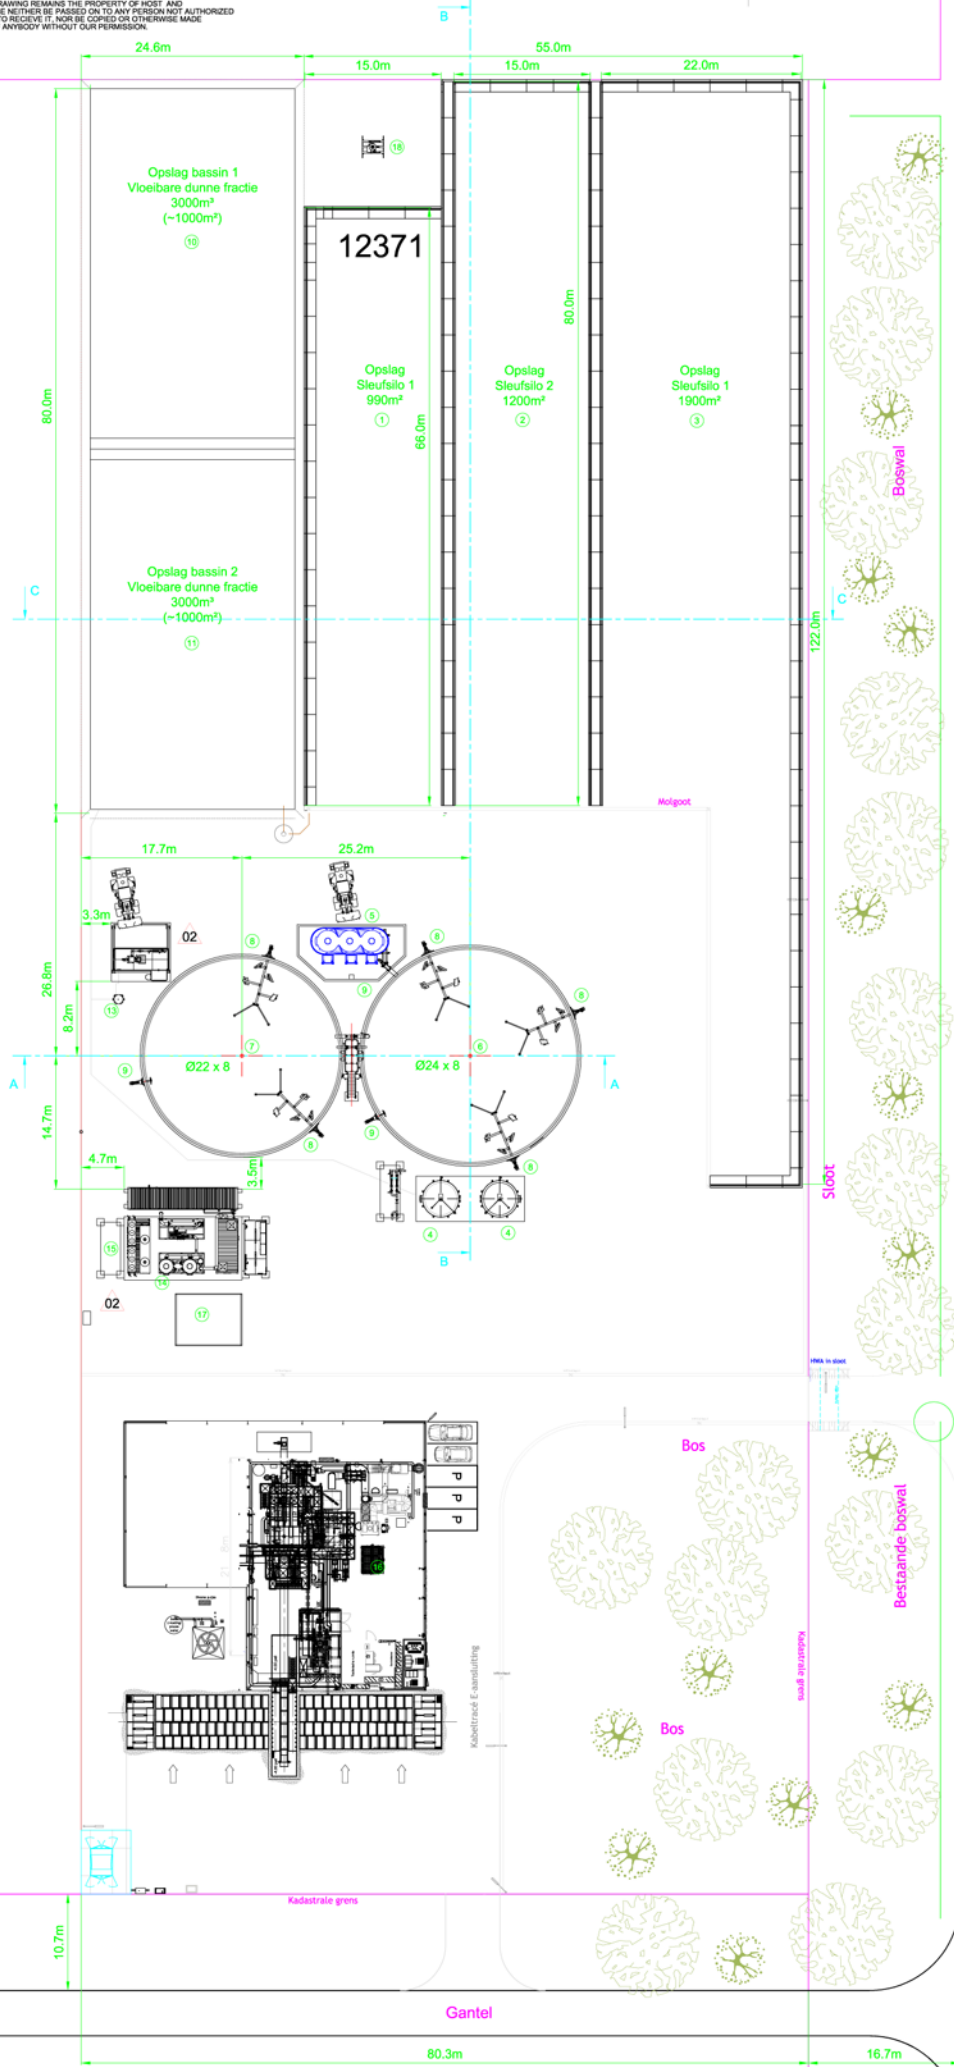 RAWING REMAINS THE PROPERTY OF HOST AND
E NEITHER BE PASSED ON TO ANY PERSON NOT AUTHORIZED
TO RECIEVE IT, NOR BE COPIED OR OTHERWISE MADE
ANYBODY WITHOUT OUR PERMISSION.
B
24.6m
55.0m
15.0m
15.0m
22.0m
18
Opslag bassin 1
Vloeibare dunne fractie
3000m³
(~1000m²)
10
12371
80.0m
80.0m
66.0m
Opslag
Sleufsilo 1
990m²
1
Opslag
Sleufsilo 2
1200m²
2
Opslag
Sleufsilo 1
1900m²
3
Boswal
Opslag bassin 2
Vloeibare dunne fractie
3000m³
(~1000m²)
11
C
C
122.0m
Molgoot
17.7m
25.2m
3.3m
02
5
8
8
9
8
26.8m
8.2m
13
7
6
Ø22 x 8
Ø24 x 8
A
A
9
9
8
8
14.7m
4.7m
3.5m
4
4
B
Sloot
15
14
02
17
HWA in sloot
Bos
P
P
P
16
Bestaande boswal
Kadastrale grens
Kabeltracé E-aansluiting
Bos
Kadastrale grens
10.7m
Gantel
80.3m
16.7m